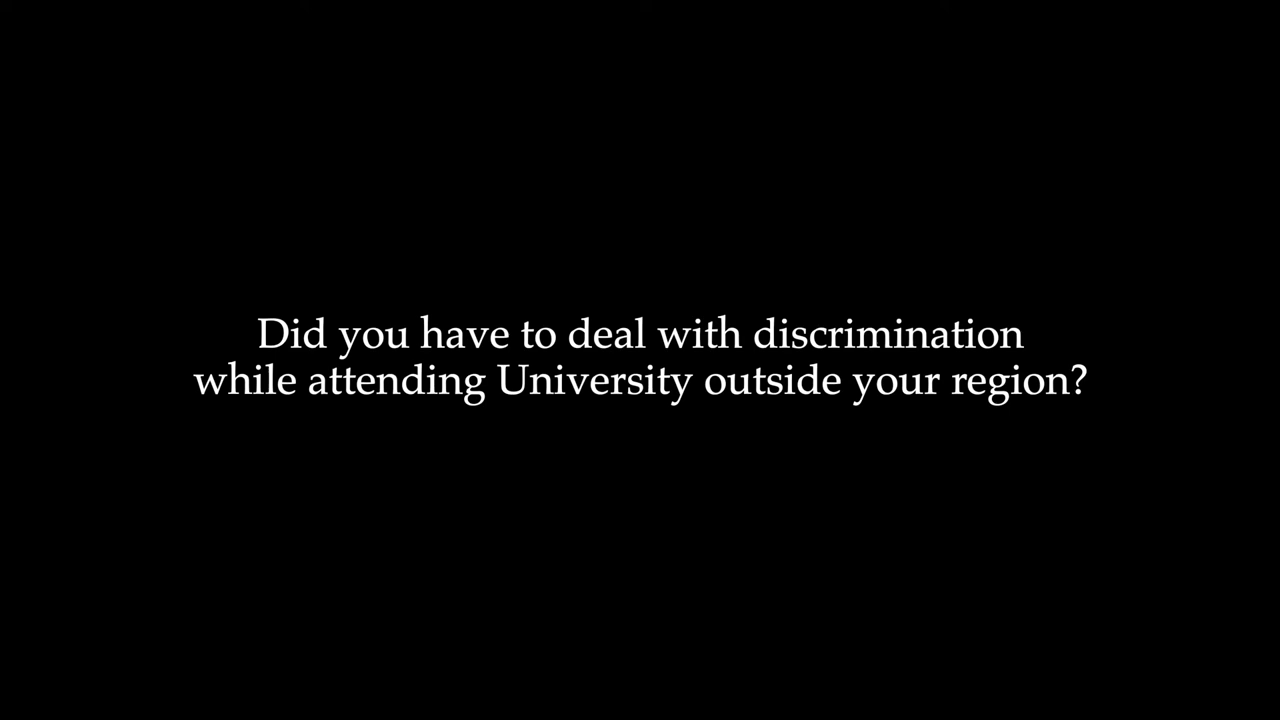 Did you have to deal with discrimination
while attending University outside your region?